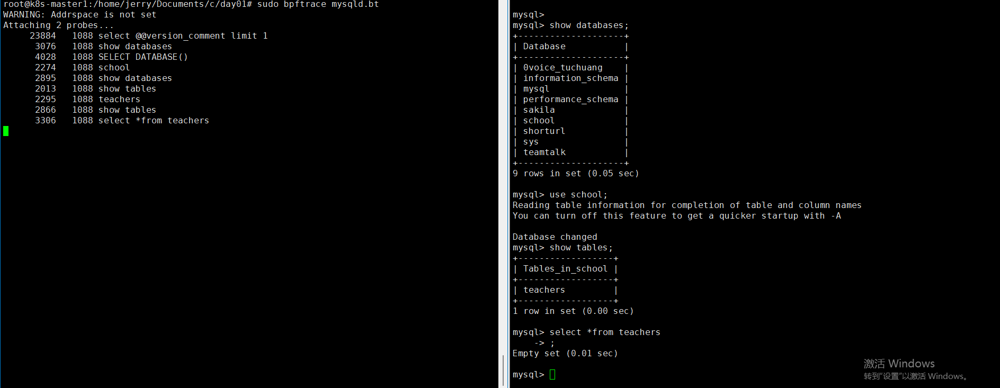 root@k8s-master1:/home/jerry/Documents/c/day01# sudo bpftrace mysqld.bt
WARNING: Addrspace is not set
Attaching 2 probes...
     23884   1088 select @@version_comment limit 1
      3076   1088 show databases
      4028   1088 SELECT DATABASE()
      2274   1088 school
      2895   1088 show databases
      2013   1088 show tables
      2295   1088 teachers
      2866   1088 show tables
      3306   1088 select *from teachers
mysql>
mysql> show databases;
+--------------------+
| Database           |
+--------------------+
| 0voice_tuchuang    |
| information_schema |
| mysql              |
| performance_schema |
| sakila             |
| school             |
| shorturl           |
| sys                |
| teamtalk           |
+--------------------+
9 rows in set (0.05 sec)
mysql> use school;
Reading table information for completion of table and column names
You can turn off this feature to get a quicker startup with -A
Database changed
mysql> show tables;
+------------------+
| Tables_in_school |
+------------------+
| teachers         |
+------------------+
1 row in set (0.00 sec)
mysql> select *from teachers
    -> ;
Empty set (0.01 sec)
mysql>
激活 Windows
转到"设置"以激活 Windows。